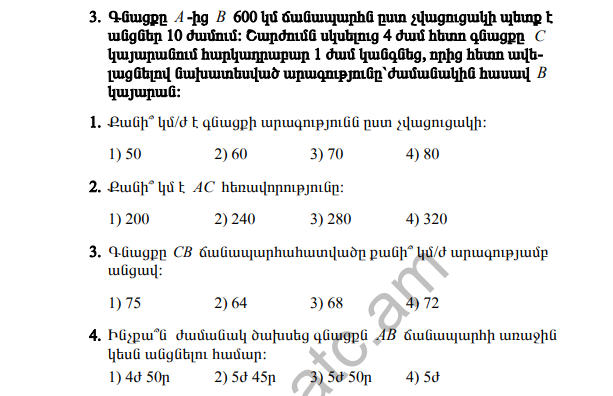 3. Գնացքը A-ից B 600 կմ ճանապարհն ըստ չվացուցակի պետք է
անցներ 10 ժամում: Շարժումն սկսելուց 4 ժամ հետո գնացքը C
կայարանում հարկադրաբար 1 ժամ կանգնեց, որից հետո ավե-
լացնելով նախատեսված արագությունը՝ ժամանակին հասավ B
կայարան:
1. Քանի՞ կմ/ժ է գնացքի արագությունն ըստ չվացուցակի:
1) 50 2) 60 3) 70 4) 80
2. Քանի՞ կմ է AC հեռավորությունը:
1) 200 2) 240 3) 280 4) 320
3. Գնացքը CB ճանապարհահատվածը քանի՞ կմ/ժ արագությամբ
անցավ:
1) 75 2) 64 3) 68 4) 72
4. Ինչքա՞ն ժամանակ ծախսեց գնացքն AB ճանապարհի առաջին
կեսն անցնելու համար:
1) 4ժ 50ր 2) 5ժ 45ր 3) 5ժ 50ր 4) 5ժ
atc.am